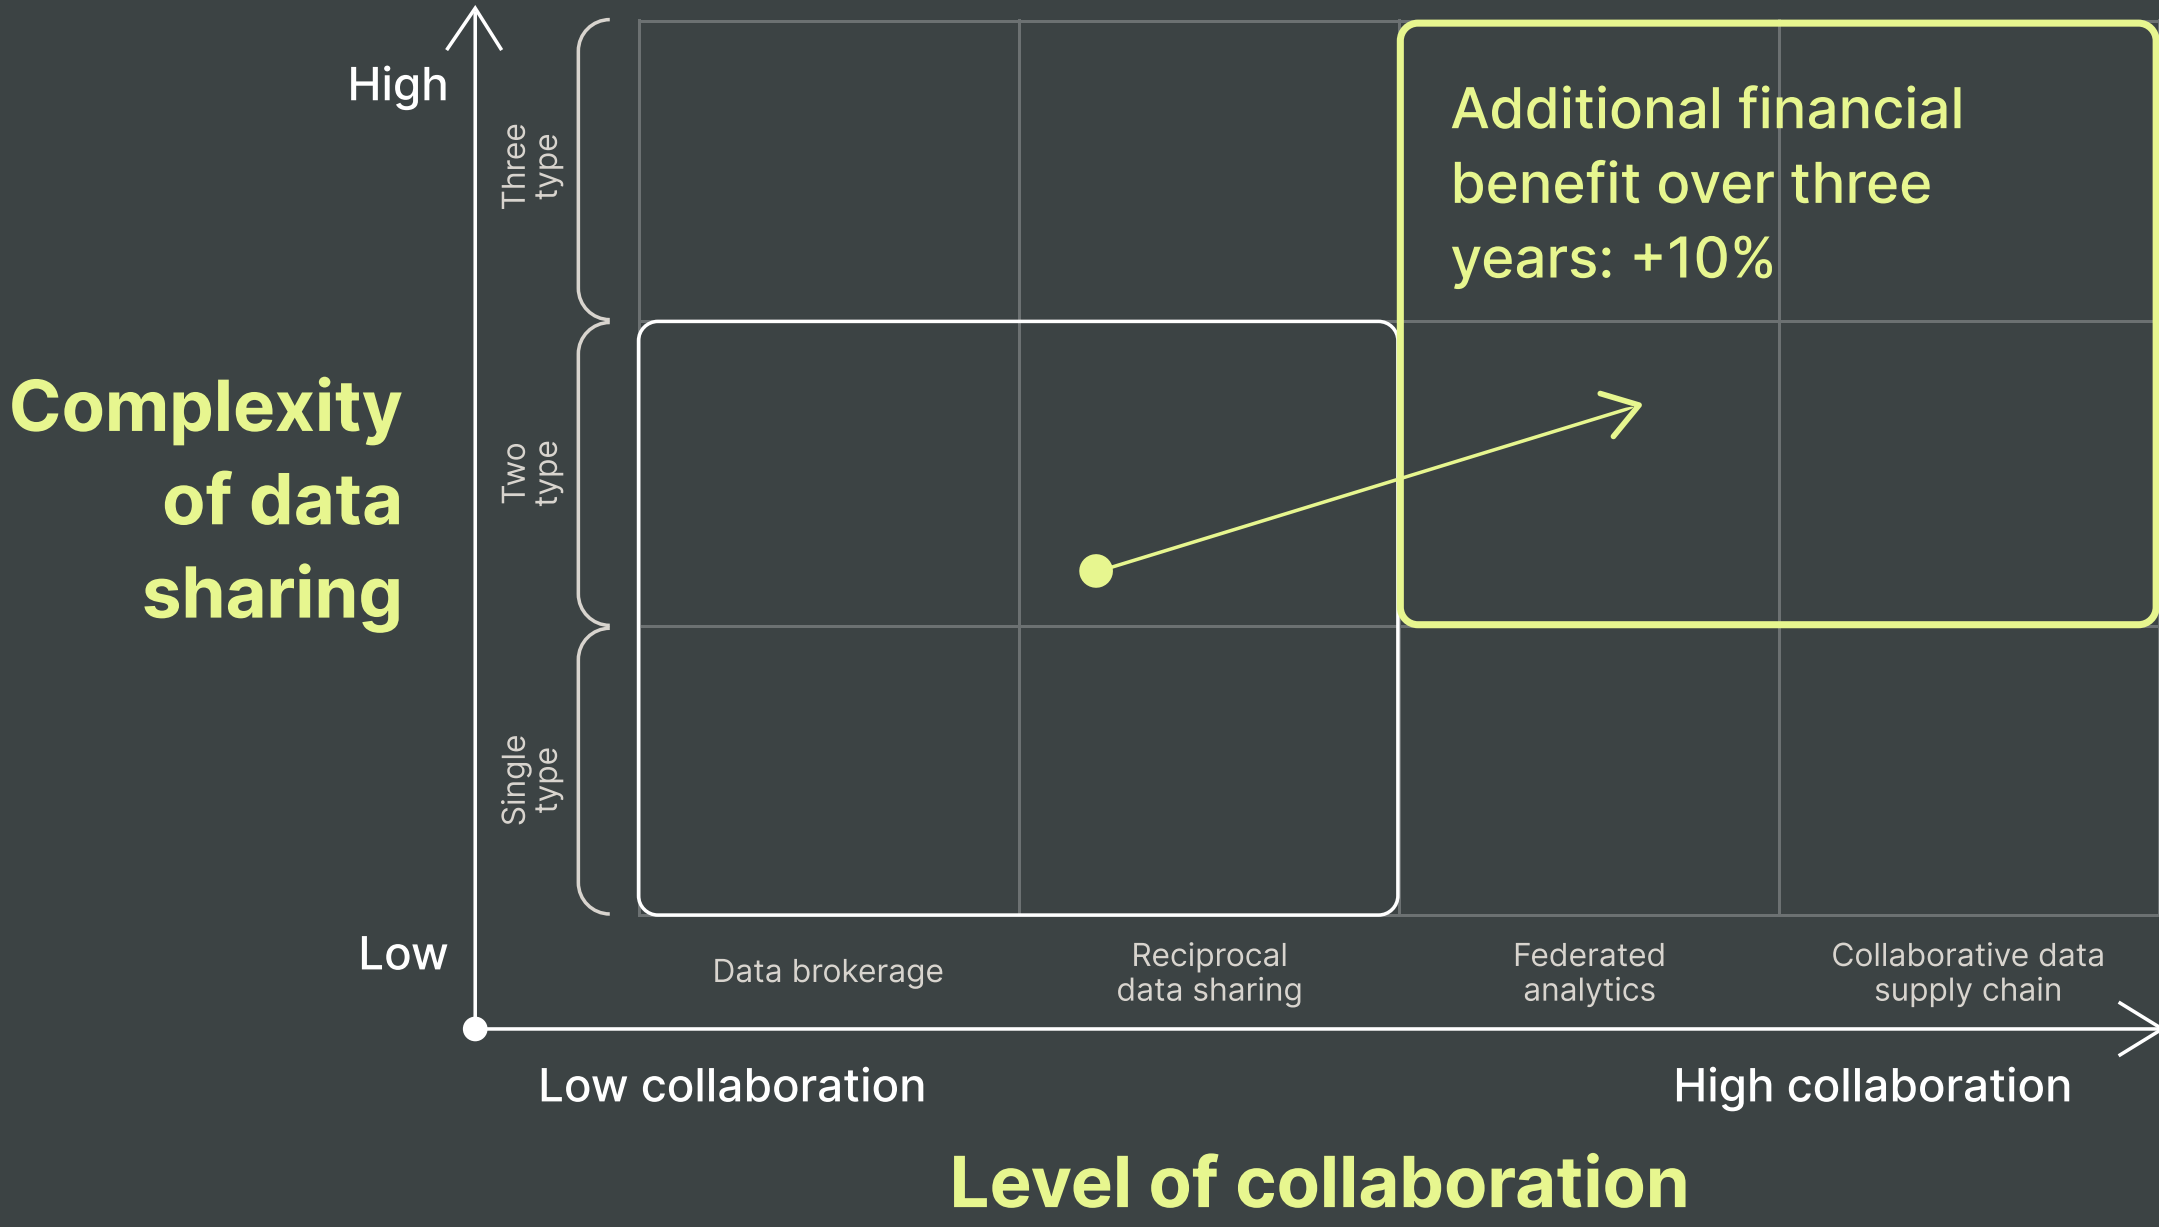 High
Three
type
Additional financial
benefit over three
years: +10%
Complexity
of data
sharing
Two
type
Single
type
Low
Data brokerage
Reciprocal
data sharing
Federated
analytics
Collaborative data
supply chain
Low collaboration
High collaboration
Level of collaboration